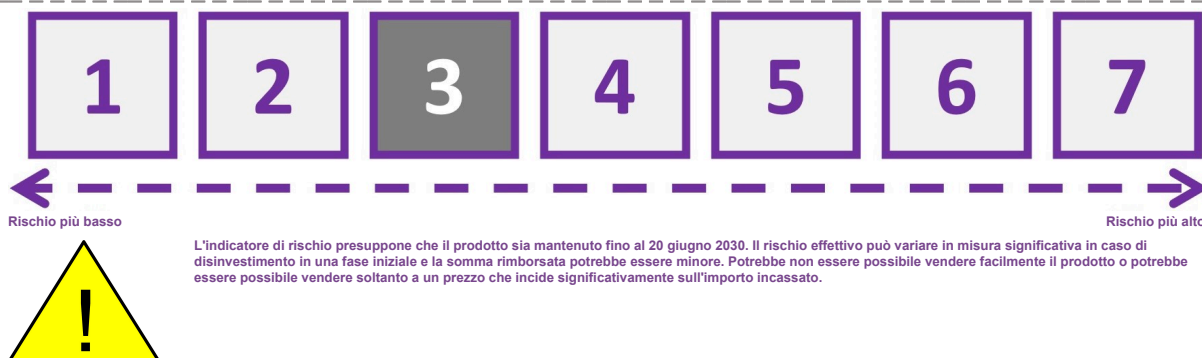 1 2 3 4 5 6 7
Rischio più basso Rischio più alto
L'indicatore di rischio presuppone che il prodotto sia mantenuto fino al 20 giugno 2030. Il rischio effettivo può variare in misura significativa in caso di
disinvestimento in una fase iniziale e la somma rimborsata potrebbe essere minore. Potrebbe non essere possibile vendere facilmente il prodotto o potrebbe
essere possibile vendere soltanto a un prezzo che incide significativamente sull'importo incassato.
!